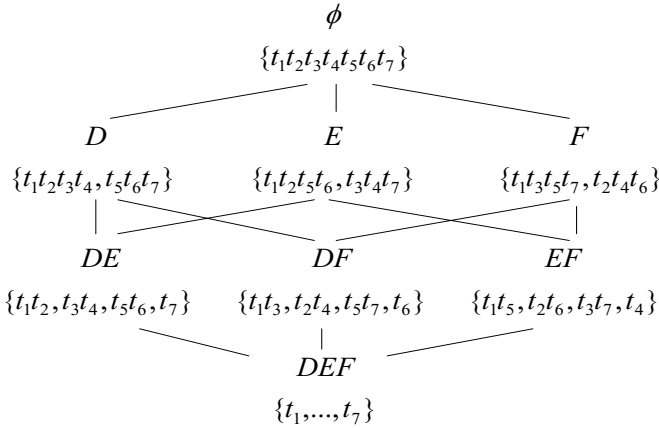 ϕ
{t₁t₂t₃t₄t₅t₆t₇}
D E F
{t₁t₂t₃t₄, t₅t₆t₇} {t₁t₂t₅t₆, t₃t₄t₇} {t₁t₃t₅t₇, t₂t₄t₆}
DE DF EF
{t₁t₂, t₃t₄, t₅t₆, t₇} {t₁t₃, t₂t₄, t₅t₇, t₆} {t₁t₅, t₂t₆, t₃t₇, t₄}
DEF
{t₁,..., t₇}